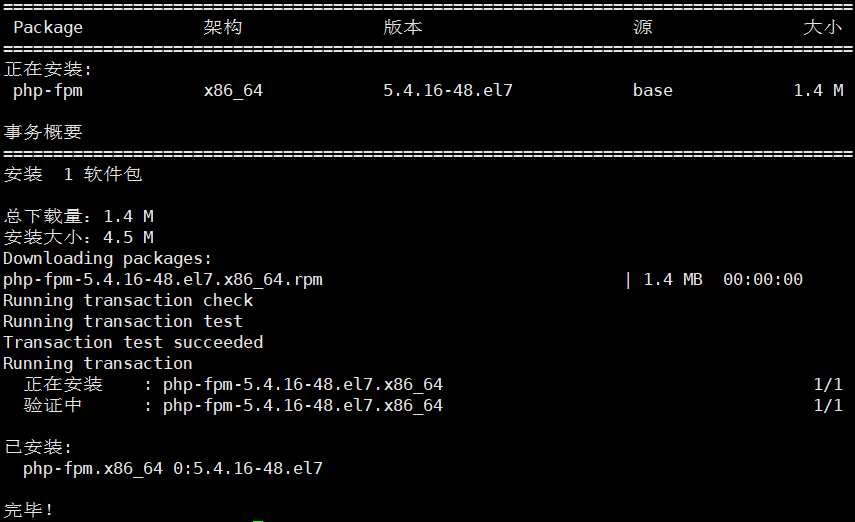 ================================================================================
Package 架构 版本 源 大小
================================================================================
正在安装:
php-fpm x86_64 5.4.16-48.el7 base 1.4 M
事务概要
================================================================================
安装 1 软件包
总下载量：1.4 M
安装大小：4.5 M
Downloading packages:
php-fpm-5.4.16-48.el7.x86_64.rpm | 1.4 MB 00:00:00
Running transaction check
Running transaction test
Transaction test succeeded
Running transaction
正在安装 : php-fpm-5.4.16-48.el7.x86_64 1/1
验证中 : php-fpm-5.4.16-48.el7.x86_64 1/1
已安装:
php-fpm.x86_64 0:5.4.16-48.el7
完毕！